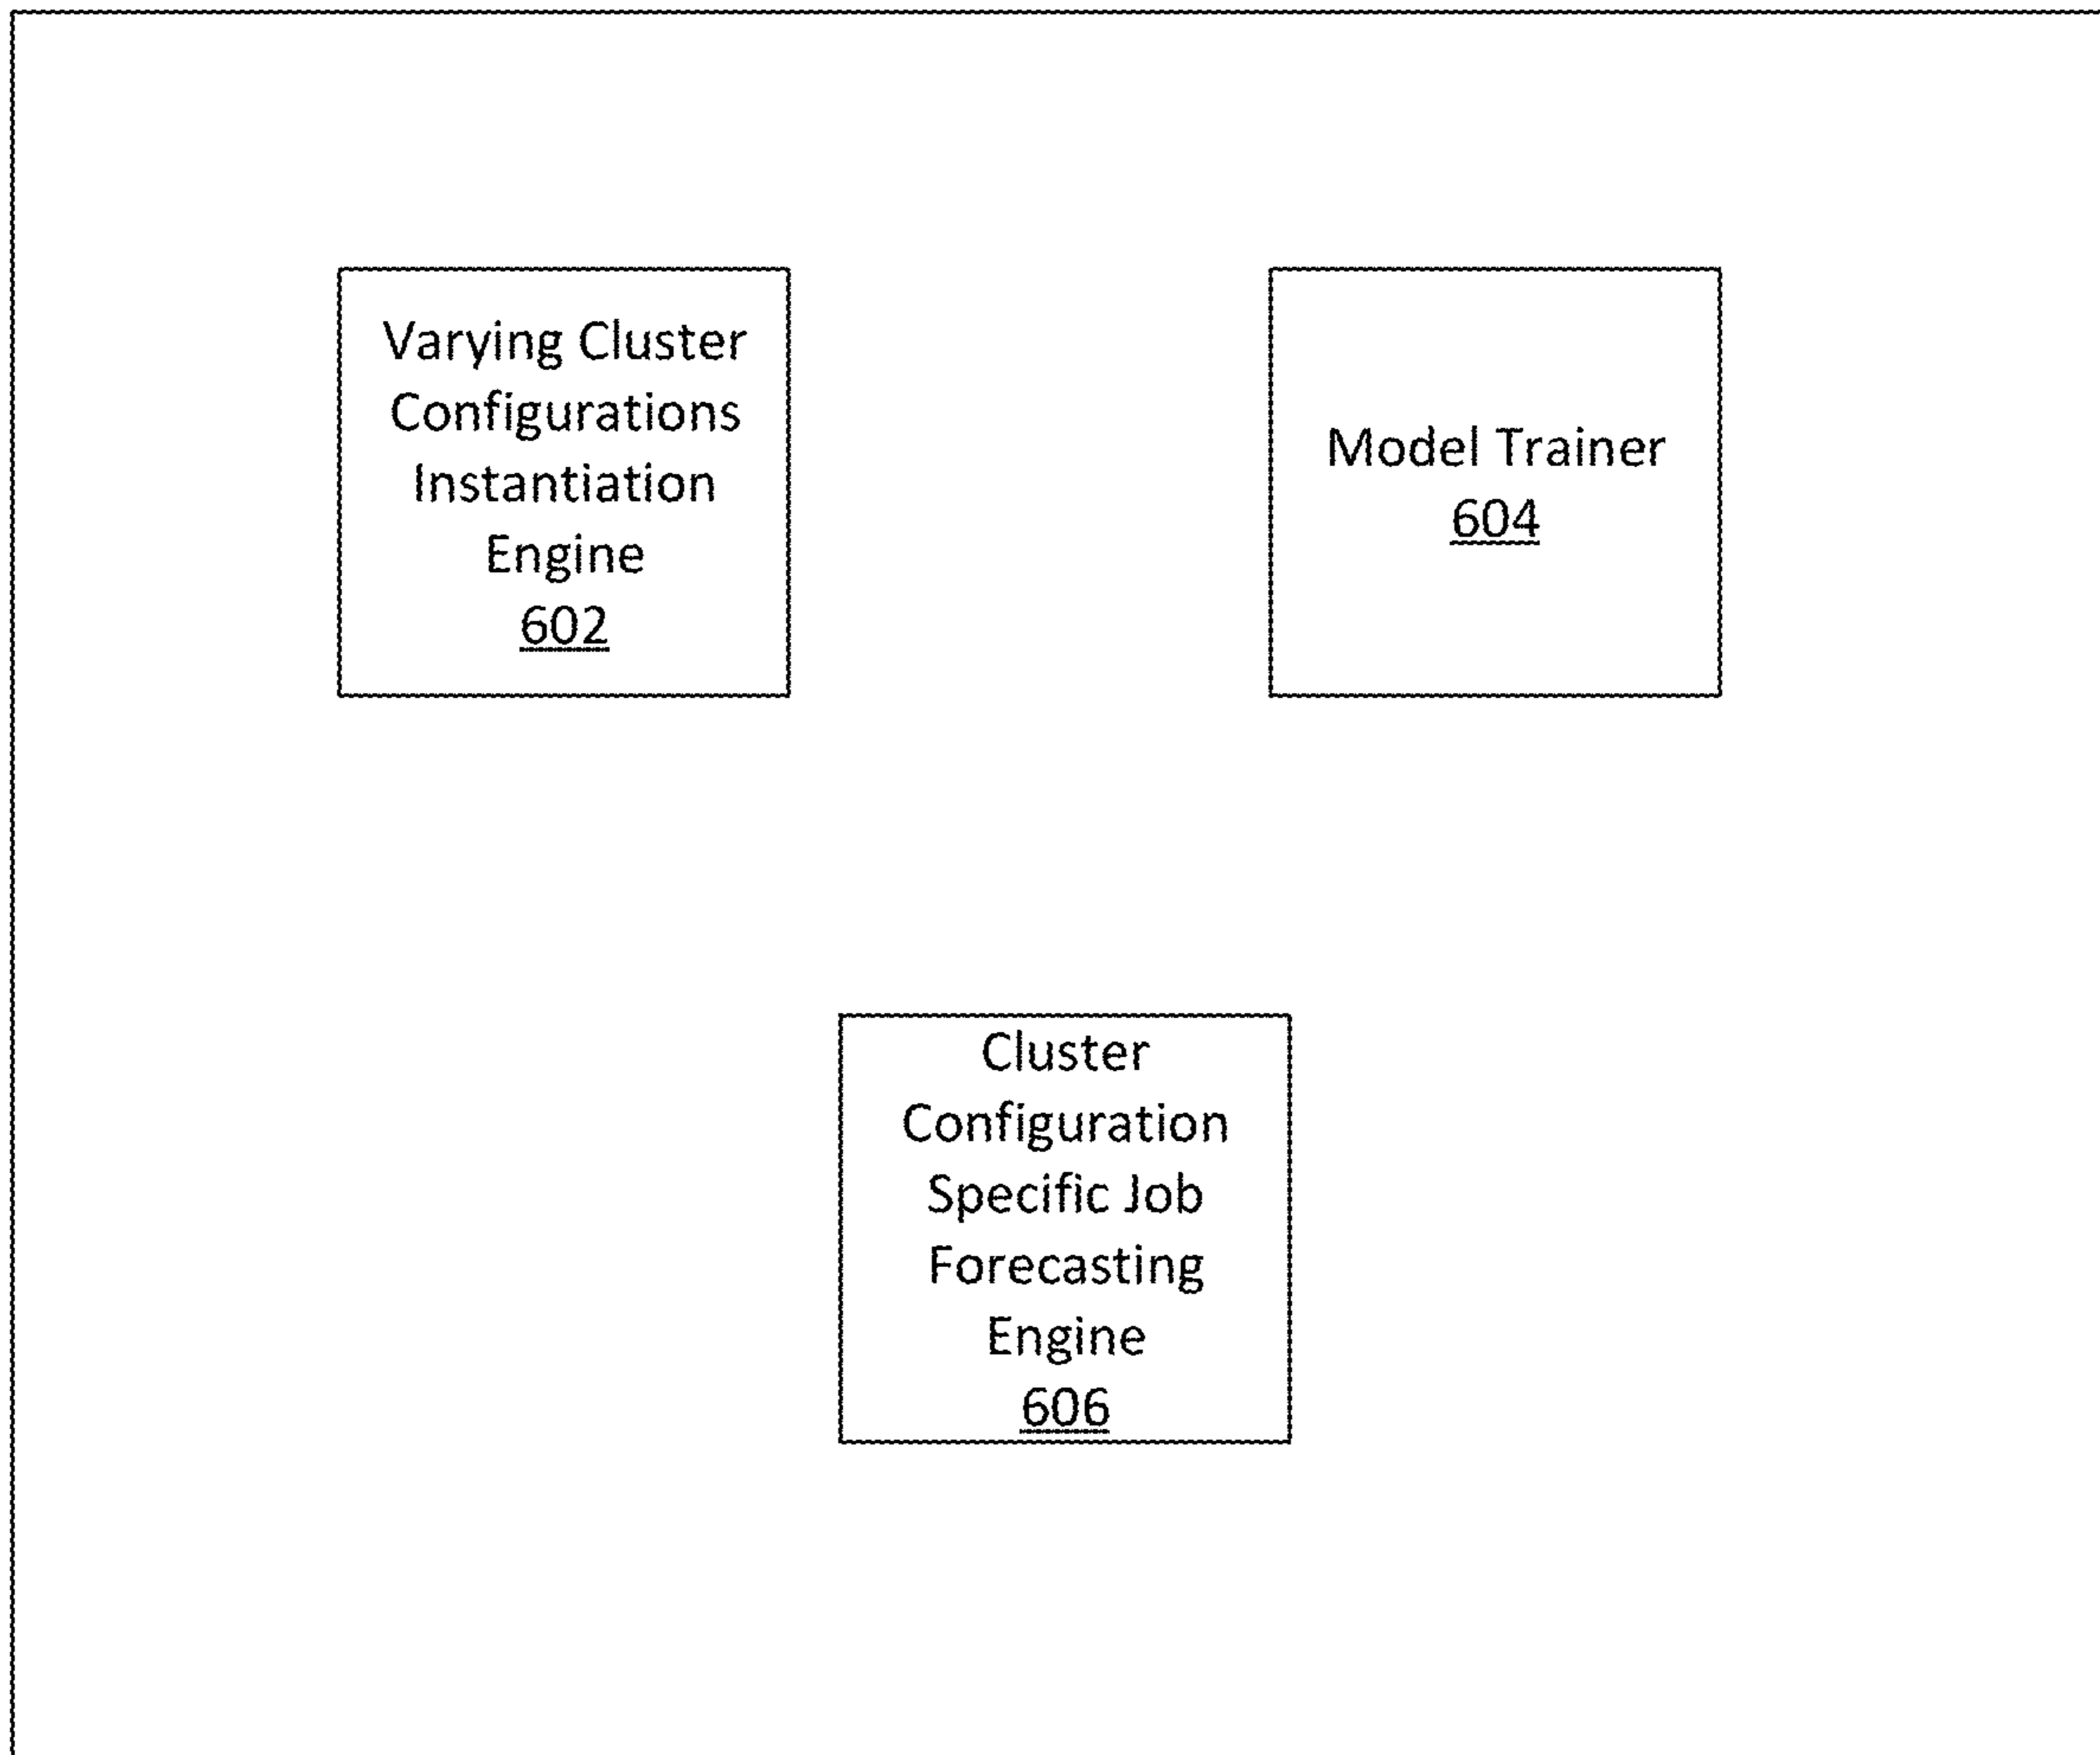 Varying Cluster
Configurations
Instantiation
Engine
602
Model Trainer
604
Cluster
Configuration
Specific Job
Forecasting
Engine
606